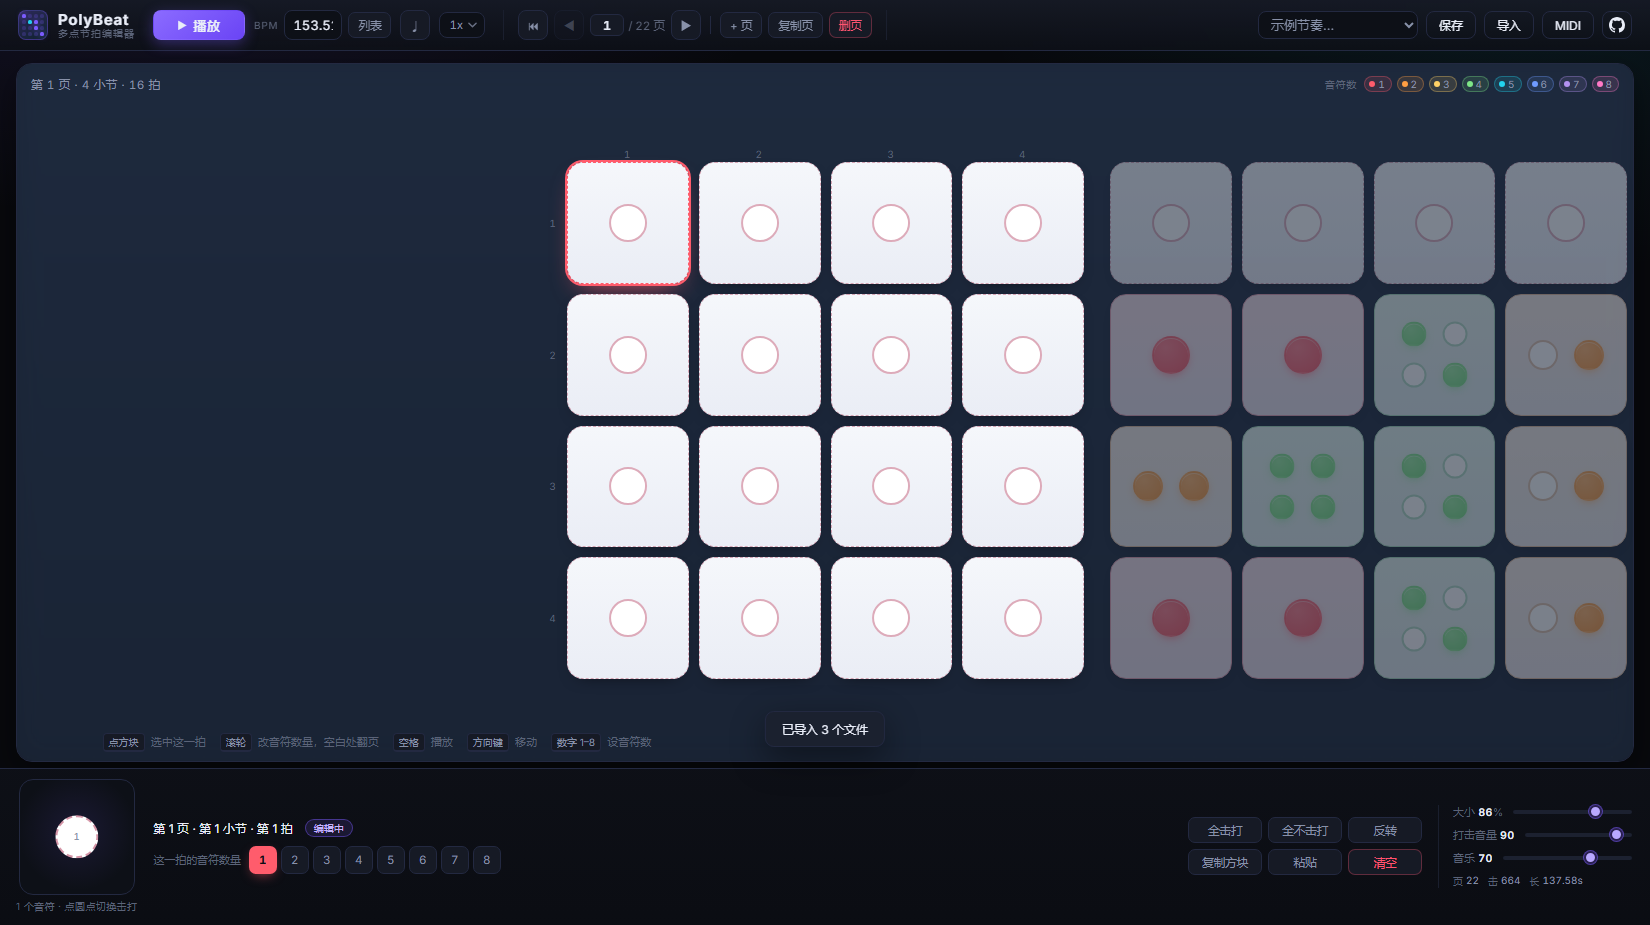 PolyBeat
多点节拍编辑器
▶ 播放
BPM
153.5
列表
♩
1x
⏮
◀
1
/ 22 页
▶
+ 页
复制页
删页
示例节奏...
保存
导入
MIDI
第 1 页 · 4 小节 · 16 拍
音符数
1
2
3
4
5
6
7
8
1
2
3
4
1
2
3
4
已导入 3 个文件
点方块 选中这一拍 滚轮 改音符数量，空白处翻页 空格 播放 方向键 移动 数字 1-8 设音符数
1
1 个音符 · 点圆点切换击打
第 1 页 · 第 1 小节 · 第 1 拍 编辑中
这一拍的音符数量 1 2 3 4 5 6 7 8
全击打
全不击打
反转
复制方块
粘贴
清空
大小 86%
打击音量 90
音乐 70
页 22 击 664 长 137.58s